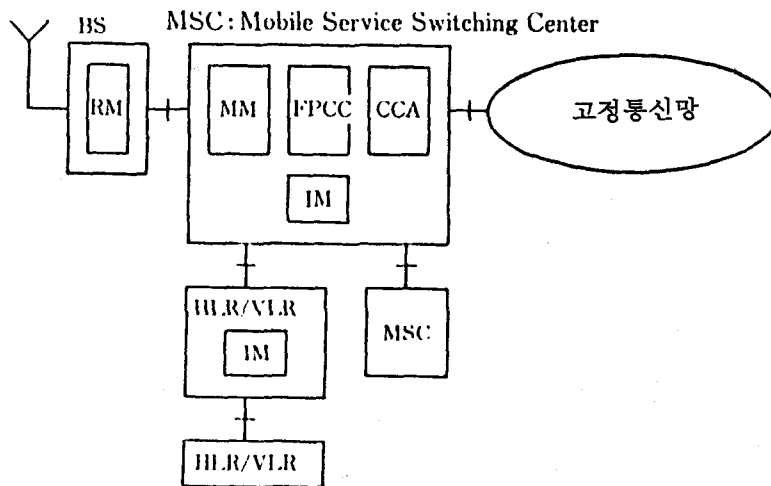 BS
MSC: Mobile Service Switching Center
RM
MM
FPCC
CCA
고정통신망
IM
HLR/VLR
IM
MSC
HLR/VLR